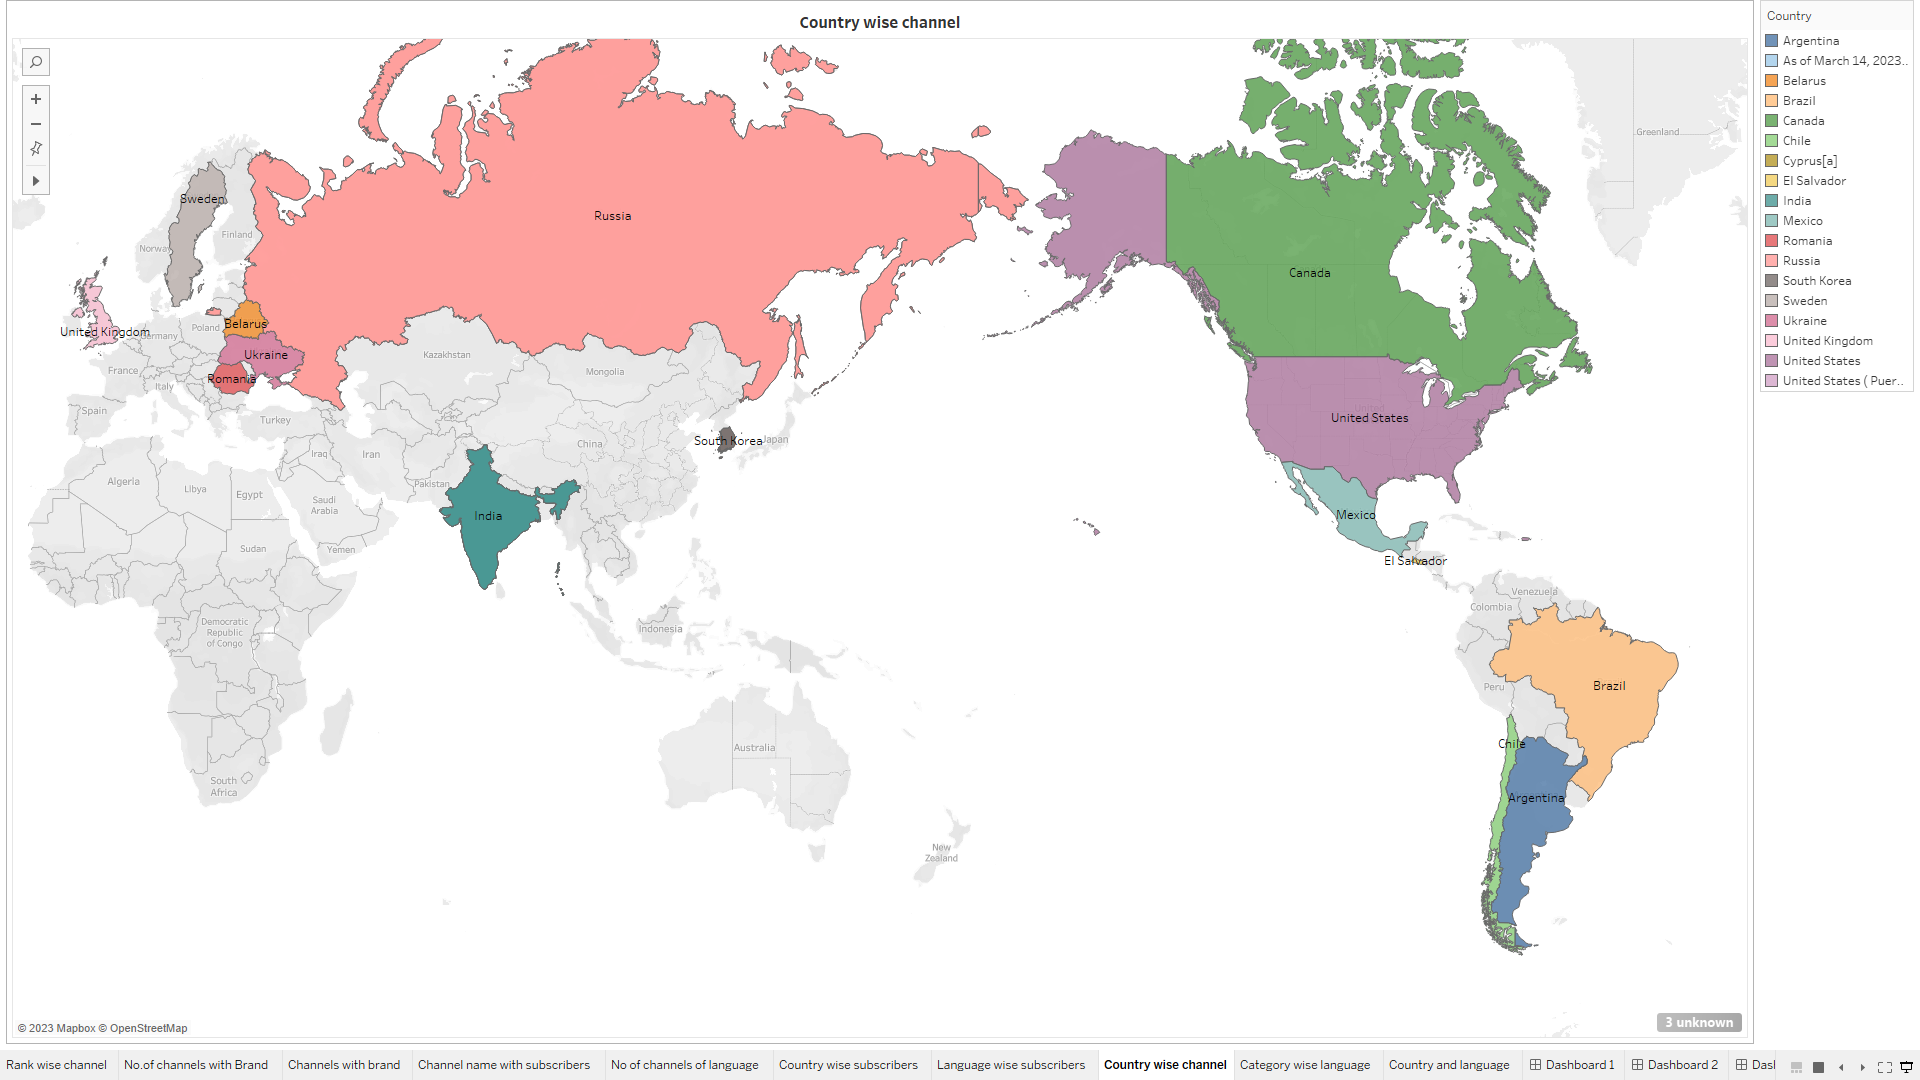 Country wise channel
Country
Argentina
As of March 14, 2023..
Belarus
Brazil
Canada
Chile
Cyprus[a]
El Salvador
India
Mexico
Romania
Russia
South Korea
Sweden
Ukraine
United Kingdom
United States
United States ( Puer..
Greenland
Sweden
Russia
Finland
Norway
Canada
United Kingdom
Belarus
Poland
Germany
Ukraine
Kazakhstan
France
Romania
Mongolia
Italy
Spain
Turkey
United States
South Korea
Japan
China
Iraq
Iran
Algeria
Libya
Egypt
Pakistan
Saudi
Arabia
India
Mexico
Sudan
Yemen
El Salvador
Venezuela
Colombia
Democratic
Republic
of Congo
Indonesia
Peru
Brazil
Chile
Australia
South
Africa
Argentina
New
Zealand
© 2023 Mapbox © OpenStreetMap
3 unknown
Rank wise channel
No.of channels with Brand
Channels with brand
Channel name with subscribers
No of channels of language
Country wise subscribers
Language wise subscribers
Country wise channel
Category wise language
Country and language
Dashboard 1
Dashboard 2
Dasl